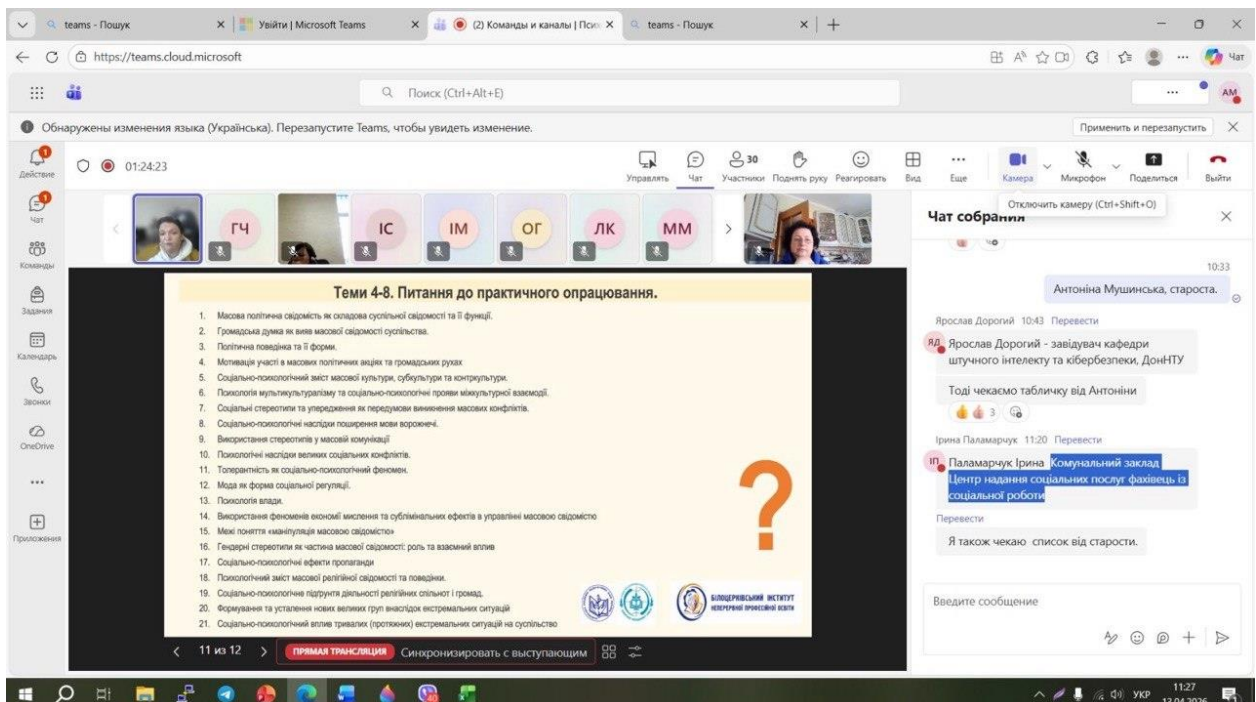 teams - Пошук
Увійти | Microsoft Teams
(2) Команды и каналы | Псих
teams - Пошук
https://teams.cloud.microsoft
Чат
Поиск (Ctrl+Alt+E)
АМ
Обнаружены изменения языка (Українська). Перезапустите Teams, чтобы увидеть изменение.
Применить и перезапустить
Действие
Чат
Команды
Задания
Календарь
Звонки
OneDrive
Приложения
01:24:23
Управлять
Чат
30
Участники
Поднять руку
Реагировать
Вид
Еще
Камера
Микрофон
Поделиться
Выйти
Отключить камеру (Ctrl+Shift+O)
ГЧ
ІС
ІМ
ОГ
ЛК
ММ
Теми 4-8. Питання до практичного опрацювання.
1. Масова політична свідомість як складова суспільної свідомості та її функції.
2. Громадська думка як вияв масової свідомості суспільства.
3. Політична поведінка та її форми.
4. Мотивація участі в масових політичних акціях та громадських рухах
5. Соціально-психологічний зміст масової культури, субкультури та контркультури.
6. Психологія мультикультуралізму та соціально-психологічні прояви міжкультурної взаємодії.
7. Соціальні стереотипи та упередження як передумови виникнення масових конфліктів.
8. Соціально-психологічні наслідки поширення мови ворожнечі.
9. Використання стереотипів у масовій комунікації
10. Психологічні наслідки великих соціальних конфліктів.
11. Толерантність як соціально-психологічний феномен.
12. Мода як форма соціальної регуляції.
13. Психологія влади.
14. Використання феноменів економії мислення та сублімінальних ефектів в управлінні масовою свідомістю
15. Межі поняття «маніпуляція масовою свідомістю»
16. Гендерні стереотипи як частина масової свідомості: роль та взаємний вплив
17. Соціально-психологічні ефекти пропаганди
18. Психологічний зміст масової релігійної свідомості та поведінки.
19. Соціально-психологічне підґрунтя діяльності релігійних спільнот і громад.
20. Формування та усталення нових великих груп внаслідок екстремальних ситуацій
21. Соціально-психологічний вплив тривалих (протяжних) екстремальних ситуацій на суспільство
?
БІЛОЦЕРКІВСЬКИЙ ІНСТИТУТ
НЕПЕРЕРВНОЇ ПРОФЕСІЙНОЇ ОСВІТИ
11 из 12
ПРЯМАЯ ТРАНСЛЯЦИЯ
Синхронизировать с выступающим
Чат собрания
10:33
Антоніна Мушинська, староста.
Ярослав Дорогий 10:43 Перевести
ЯД
Ярослав Дорогий - завідувач кафедри
штучного інтелекту та кібербезпеки, ДонНТУ
Тоді чекаємо табличку від Антоніни
3
Ірина Паламарчук 11:20 Перевести
ІП
Паламарчук Ірина Комунальний заклад
Центр надання соціальних послуг фахівець із
соціальної роботи
Перевести
Я також чекаю список від старости.
Введите сообщение
УКР
11:27
13.04.2026